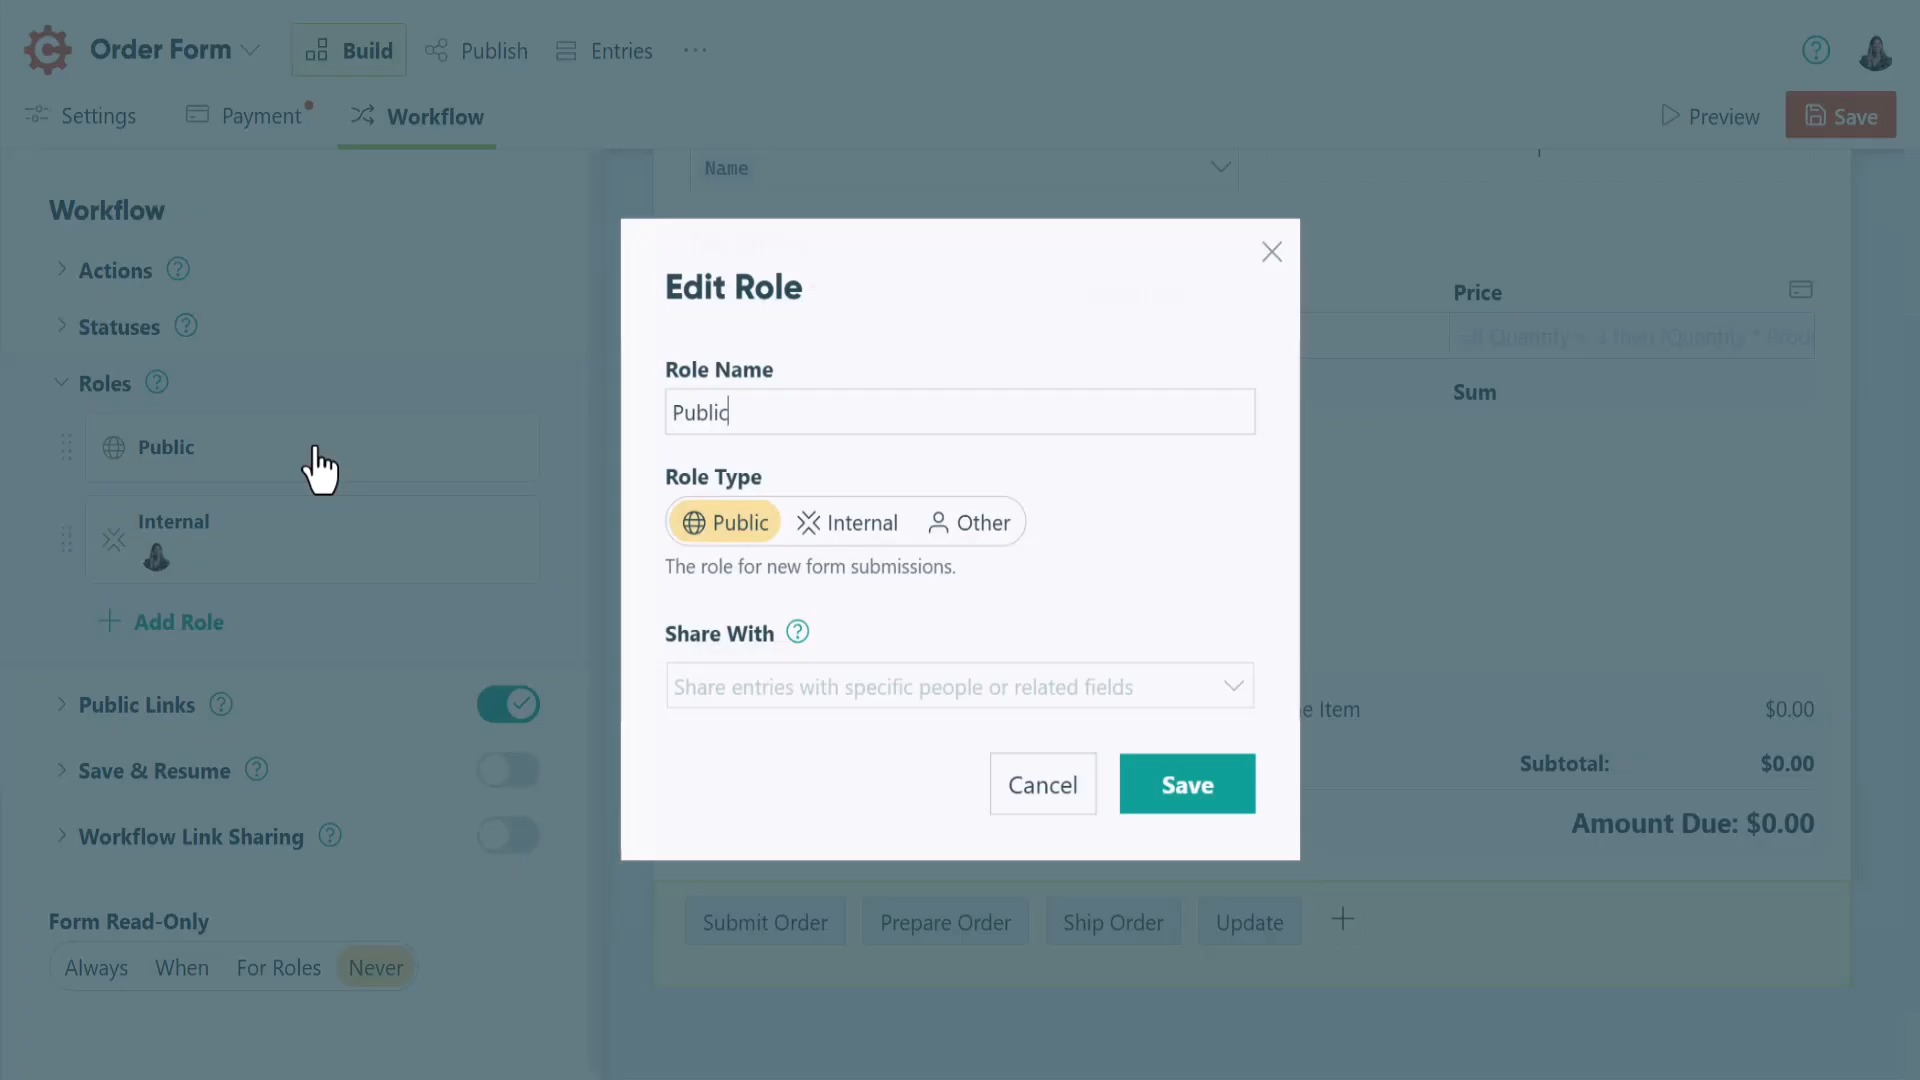 Order Form
Build
Publish
Entries
Settings
Payment
Workflow
Preview
Save
Workflow
Actions
Statuses
Roles
Public
Internal
Add Role
Public Links
Save & Resume
Workflow Link Sharing
Form Read-Only
Always When For Roles Never
Name
Price
Sum
e Item $0.00
Subtotal: $0.00
Amount Due: $0.00
Submit Order Prepare Order Ship Order Update
Edit Role
Role Name
Public
Role Type
Public Internal Other
The role for new form submissions.
Share With
Share entries with specific people or related fields
Cancel Save